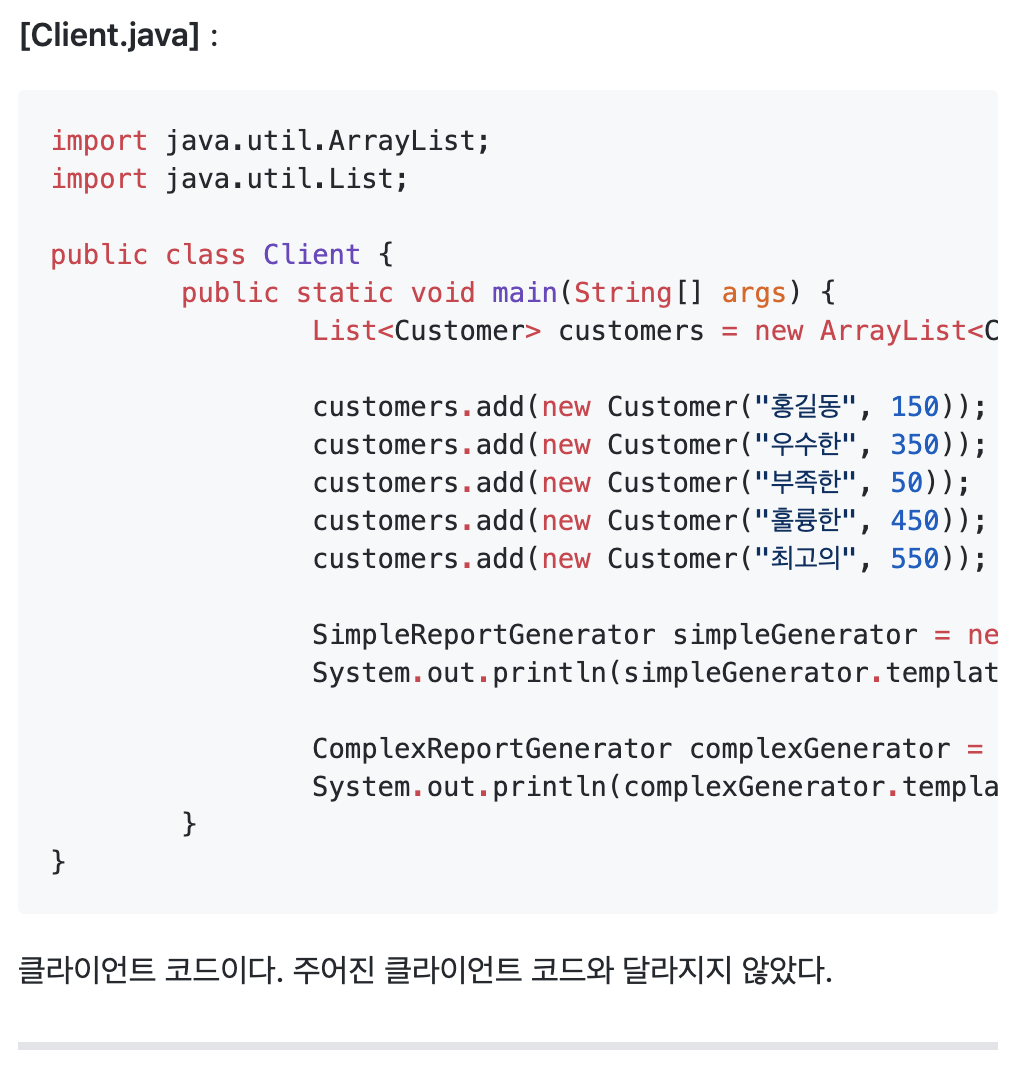 [Client.java] :
import java.util.ArrayList;
import java.util.List;
public class Client {
public static void main(String[] args) {
List<Customer> customers = new ArrayList<C
customers.add(new Customer("홍길동", 150));
customers.add(new Customer("우수한", 350));
customers.add(new Customer("부족한", 50));
customers.add(new Customer("훌륭한", 450));
customers.add(new Customer("최고의", 550));
SimpleReportGenerator simpleGenerator = ne
System.out.println(simpleGenerator.templat
ComplexReportGenerator complexGenerator =
System.out.println(complexGenerator.templa
}
}
클라이언트 코드이다. 주어진 클라이언트 코드와 달라지지 않았다.